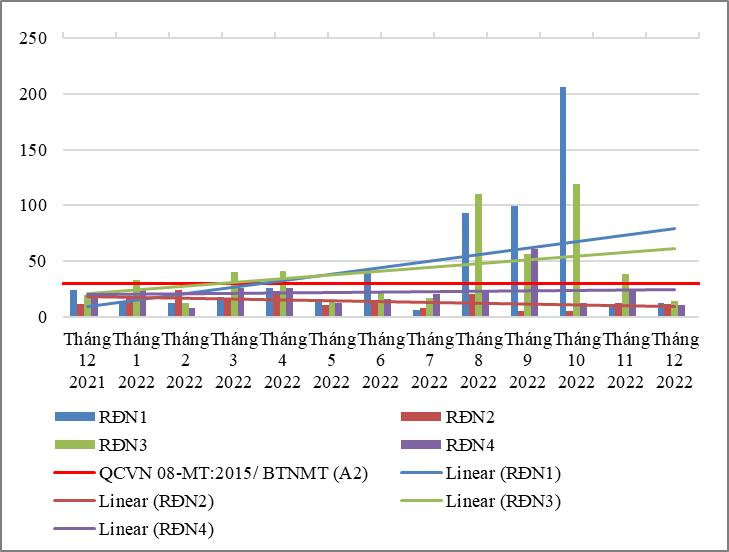 250
200
150
100
50
0
Tháng Tháng Tháng Tháng Tháng Tháng Tháng Tháng Tháng Tháng Tháng Tháng Tháng
12 1 2 3 4 5 6 7 8 9 10 11 12
2021 2022 2022 2022 2022 2022 2022 2022 2022 2022 2022 2022 2022
RĐN1 RĐN2
RĐN3 RĐN4
QCVN 08-MT:2015/ BTNMT (A2) Linear (RĐN1)
Linear (RĐN2) Linear (RĐN3)
Linear (RĐN4)